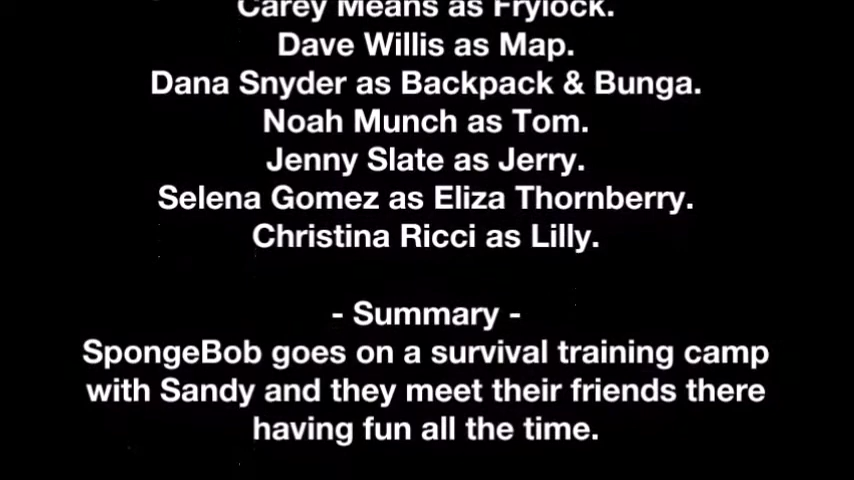 Carey Means as Frylock.
Dave Willis as Map.
Dana Snyder as Backpack & Bunga.
Noah Munch as Tom.
Jenny Slate as Jerry.
Selena Gomez as Eliza Thornberry.
Christina Ricci as Lilly.
- Summary -
SpongeBob goes on a survival training camp
with Sandy and they meet their friends there
having fun all the time.